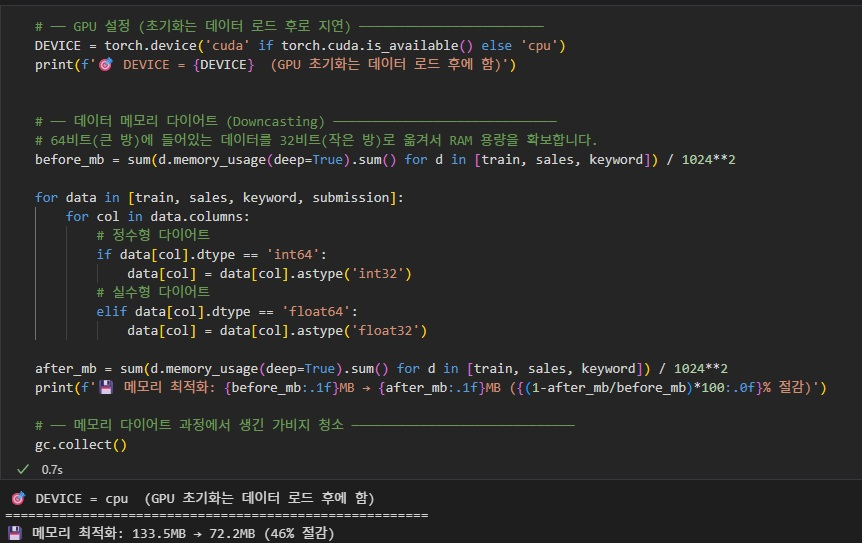 # —— GPU 설정 (초기화는 데이터 로드 후로 지연) ————————————————————————
DEVICE = torch.device('cuda' if torch.cuda.is_available() else 'cpu')
print(f'🎯 DEVICE = {DEVICE}  (GPU 초기화는 데이터 로드 후에 함)')
# —— 데이터 메모리 다이어트 (Downcasting) —————————————————————————————
# 64비트(큰 방)에 들어있는 데이터를 32비트(작은 방)로 옮겨서 RAM 용량을 확보합니다.
before_mb = sum(d.memory_usage(deep=True).sum() for d in [train, sales, keyword]) / 1024**2
for data in [train, sales, keyword, submission]:
    for col in data.columns:
        # 정수형 다이어트
        if data[col].dtype == 'int64':
            data[col] = data[col].astype('int32')
        # 실수형 다이어트
        elif data[col].dtype == 'float64':
            data[col] = data[col].astype('float32')
after_mb = sum(d.memory_usage(deep=True).sum() for d in [train, sales, keyword]) / 1024**2
print(f'💾 메모리 최적화: {before_mb:.1f}MB → {after_mb:.1f}MB ({(1-after_mb/before_mb)*100:.0f}% 절감)')
# —— 메모리 다이어트 과정에서 생긴 가비지 청소 —————————————————————————————
gc.collect()
✓ 0.7s
🎯 DEVICE = cpu  (GPU 초기화는 데이터 로드 후에 함)
=======================================================
💾 메모리 최적화: 133.5MB → 72.2MB (46% 절감)